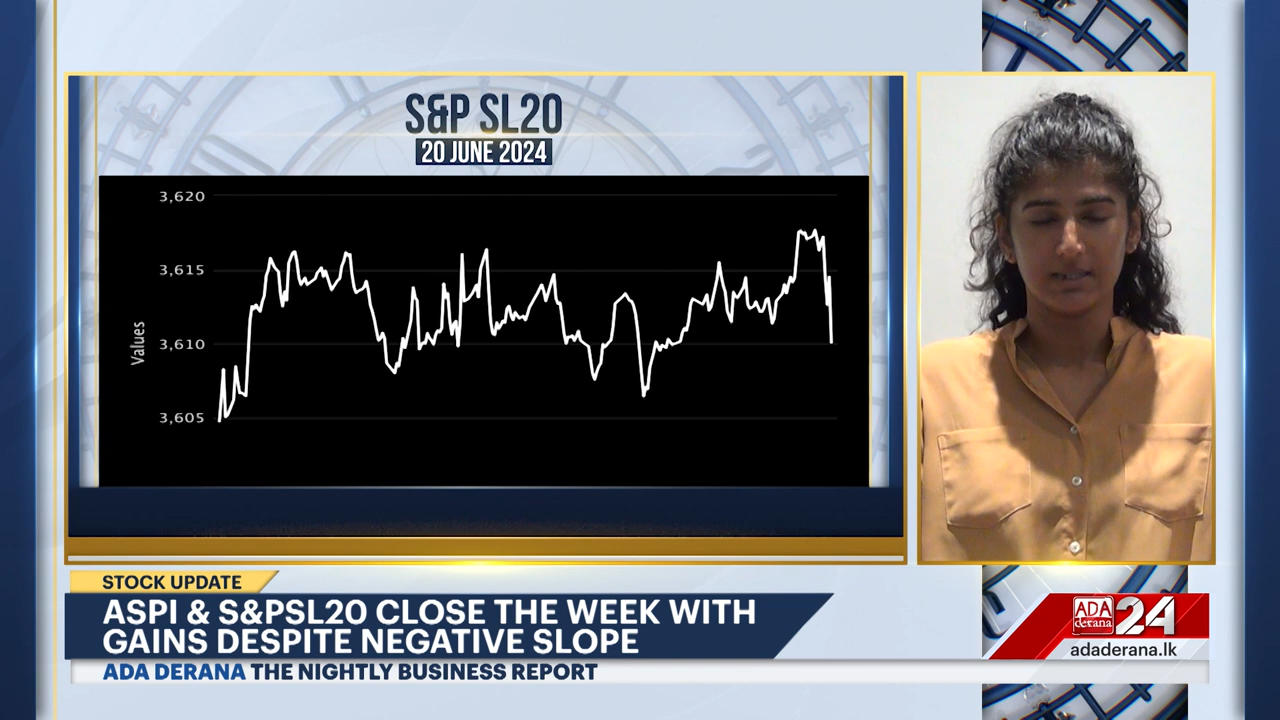 S&P SL20
20 JUNE 2024
3,620
3,615
3,610
3,605
Values
STOCK UPDATE
ASPI & S&PSL20 CLOSE THE WEEK WITH
GAINS DESPITE NEGATIVE SLOPE
ADA DERANA THE NIGHTLY BUSINESS REPORT
ADA
derana
24
adaderana.lk